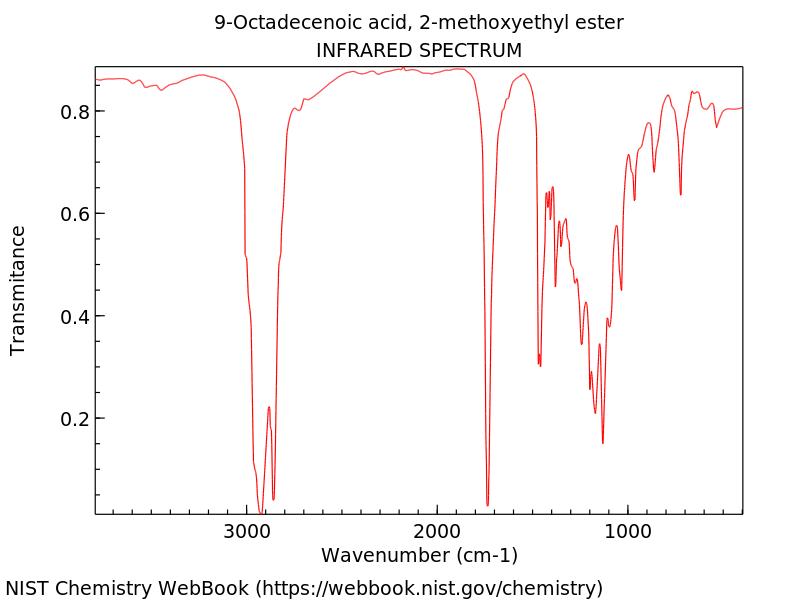 9-Octadecenoic acid, 2-methoxyethyl ester
INFRARED SPECTRUM
0.8
0.6
0.4
0.2
Transmitance
3000 2000 1000
Wavenumber (cm-1)
NIST Chemistry WebBook (https://webbook.nist.gov/chemistry)